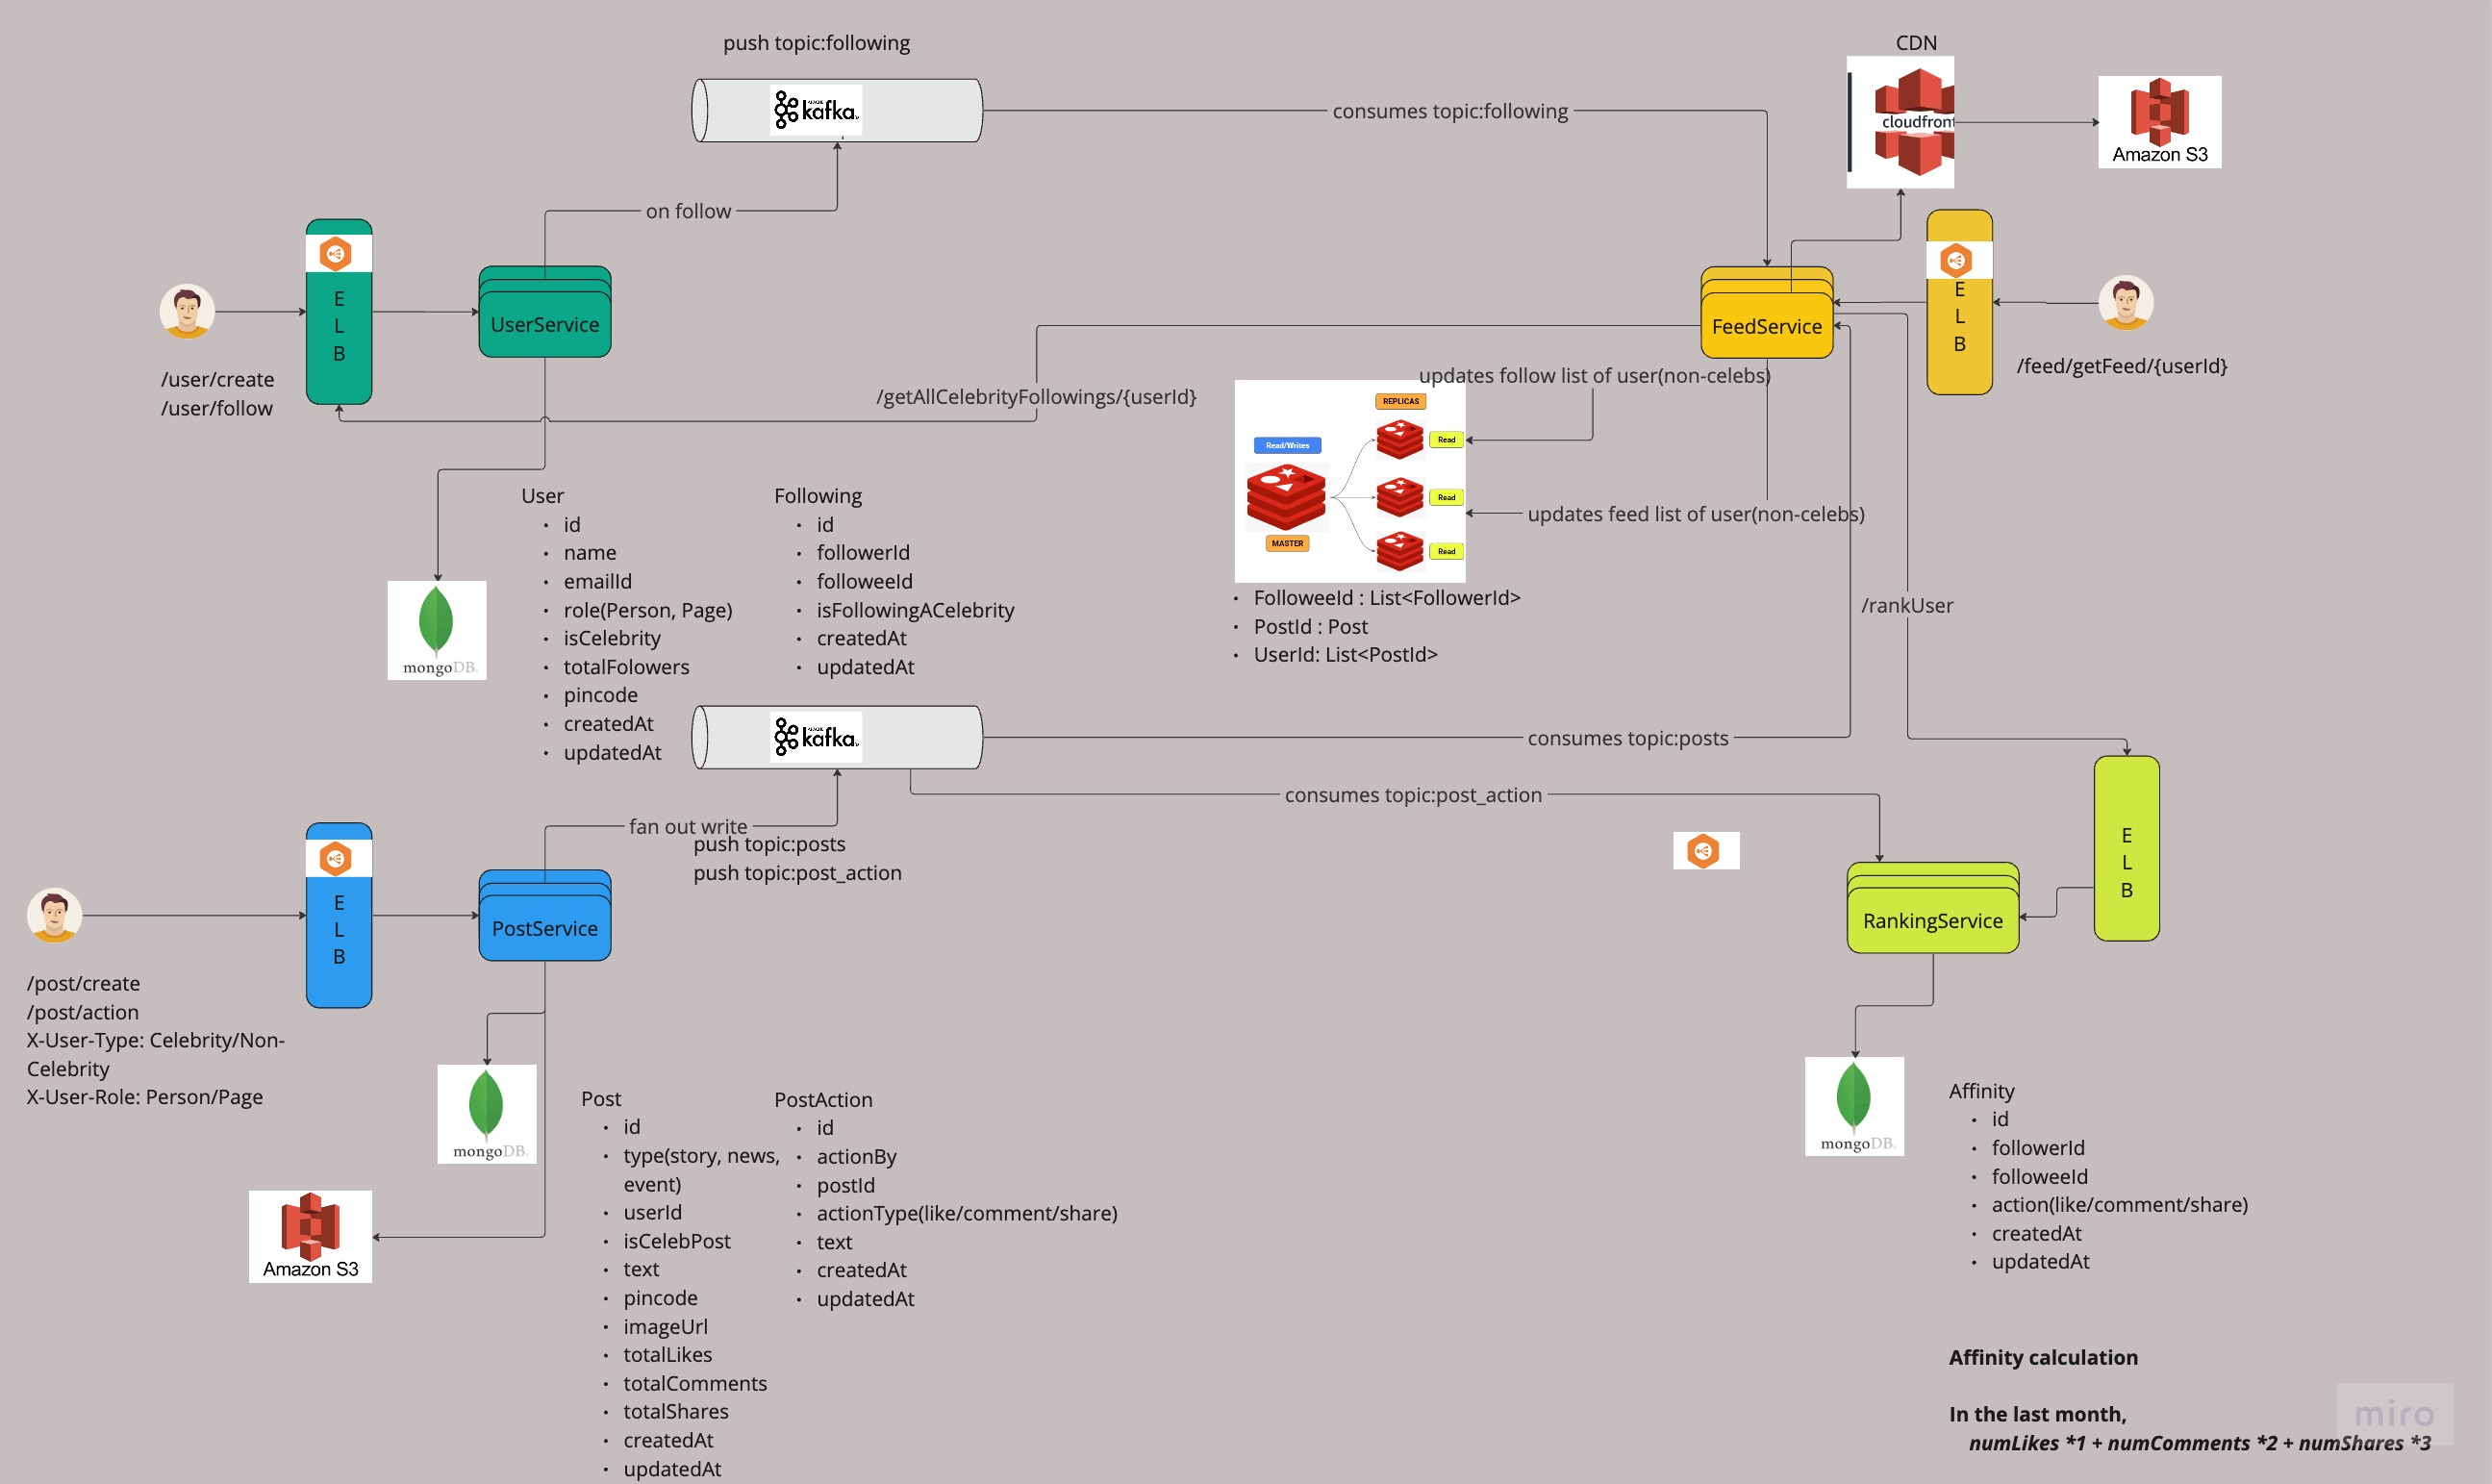 push topic:following
kafka
consumes topic:following
CDN
cloudfront
Amazon S3
on follow
E
L
B
UserService
/user/create
/user/follow
FeedService
E
L
B
/feed/getFeed/{userId}
/getAllCelebrityFollowings/{userId}
updates follow list of user(non-celebs)
REPLICAS
Read/Writes
Read
Read
MASTER
Read
updates feed list of user(non-celebs)
FolloweeId : List<FollowerId>
PostId : Post
UserId: List<PostId>
/rankUser
mongoDB.
User
id
name
emailId
role(Person, Page)
isCelebrity
totalFolowers
pincode
createdAt
updatedAt
Following
id
followerId
followeeId
isFollowingACelebrity
createdAt
updatedAt
kafka
consumes topic:posts
consumes topic:post_action
fan out write
push topic:posts
push topic:post_action
E
L
B
PostService
/post/create
/post/action
X-User-Type: Celebrity/Non-
Celebrity
X-User-Role: Person/Page
E
L
B
RankingService
mongoDB.
Amazon S3
Post
id
type(story, news,
event)
userId
isCelebPost
text
pincode
imageUrl
totalLikes
totalComments
totalShares
createdAt
updatedAt
PostAction
id
actionBy
postId
actionType(like/comment/share)
text
createdAt
updatedAt
mongoDB.
Affinity
id
followerId
followeeId
action(like/comment/share)
createdAt
updatedAt
Affinity calculation
In the last month,
numLikes *1 + numComments *2 + numShares *3
miro